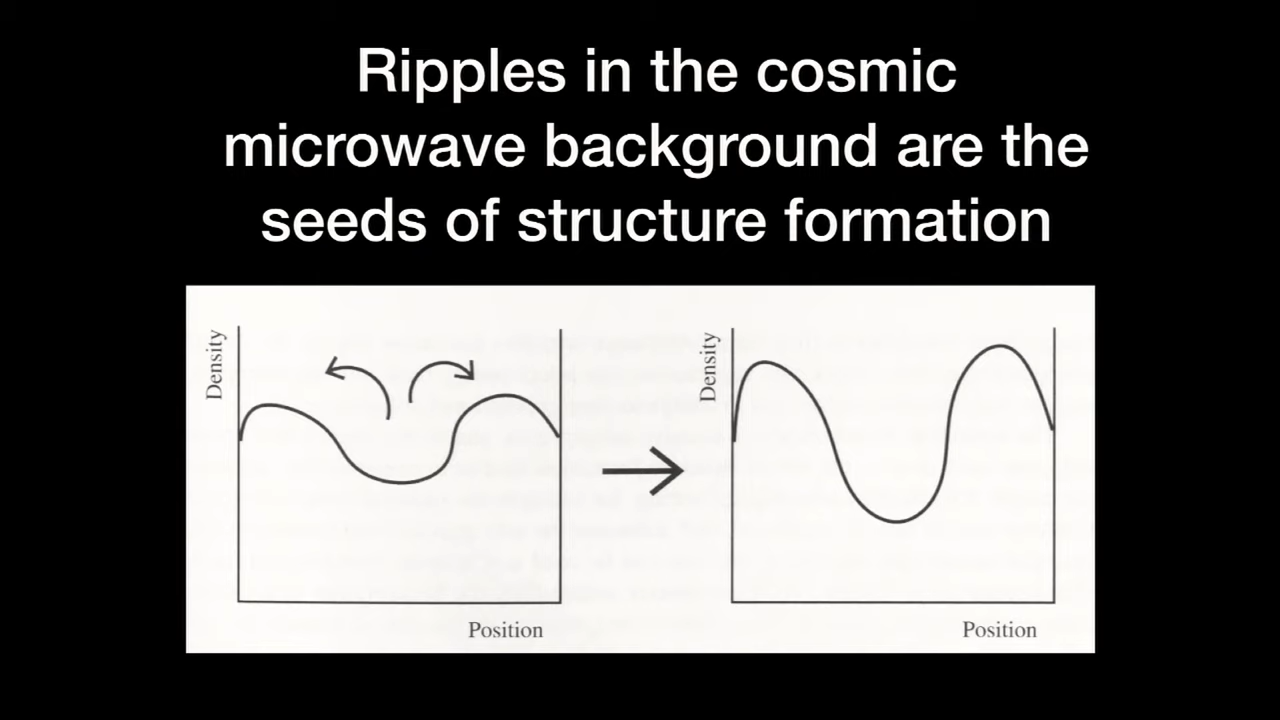 Ripples in the cosmic
microwave background are the
seeds of structure formation
Density
Position
Density
Position